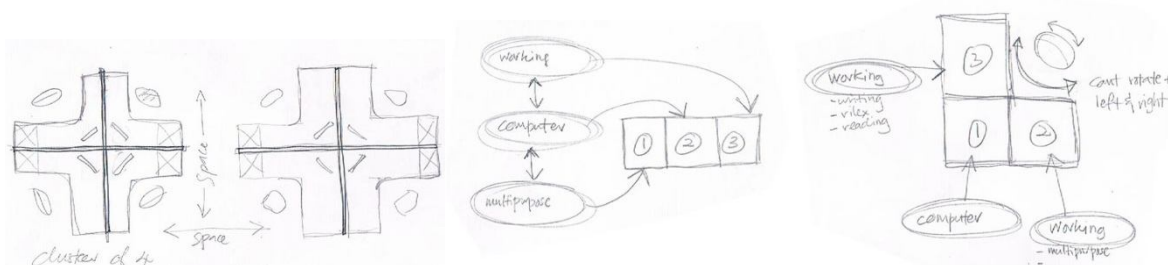 space
space
cluster of 4
working
computer
multipurpose
① ② ③
③
working
- writing
- rilex
- reading
cant rotate
left & right
① ②
computer
working
- multipurpose